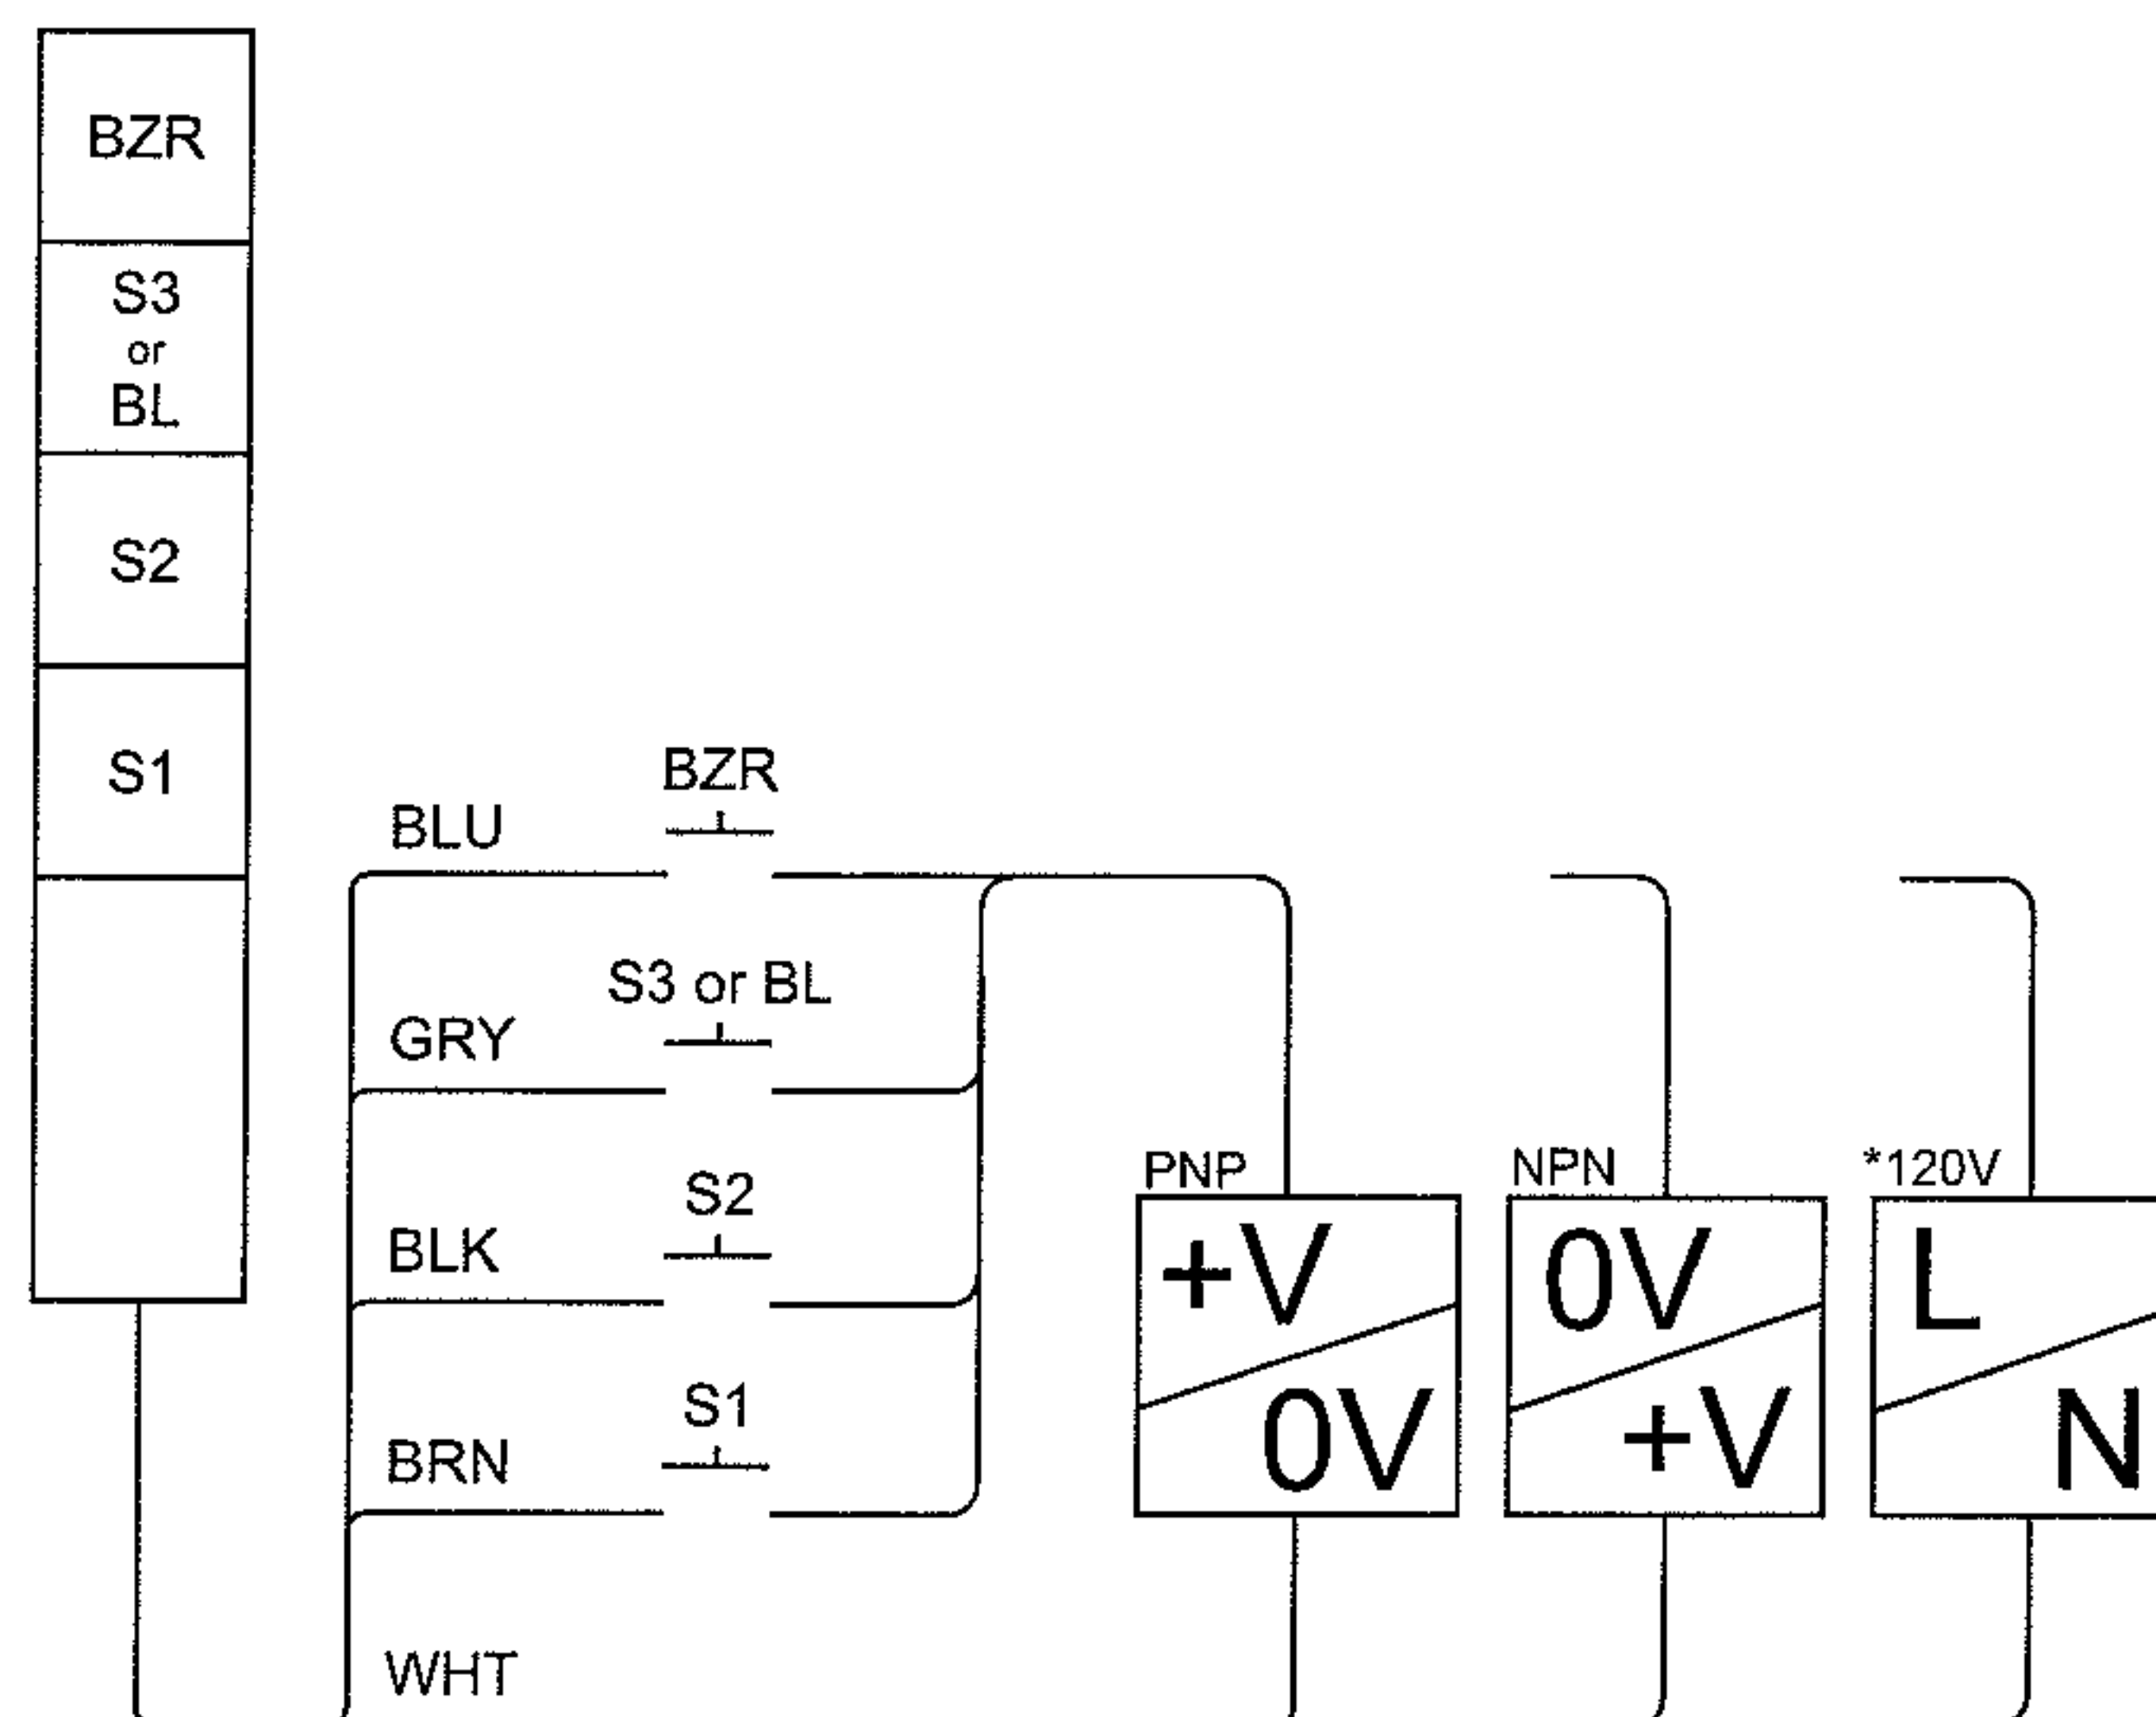 BZR
S3
or
BL
S2
S1
BZR
BLU
S3 or BL
GRY
S2
BLK
S1
BRN
WHT
PNP
+V
0V
NPN
0V
+V
*120V
L
N